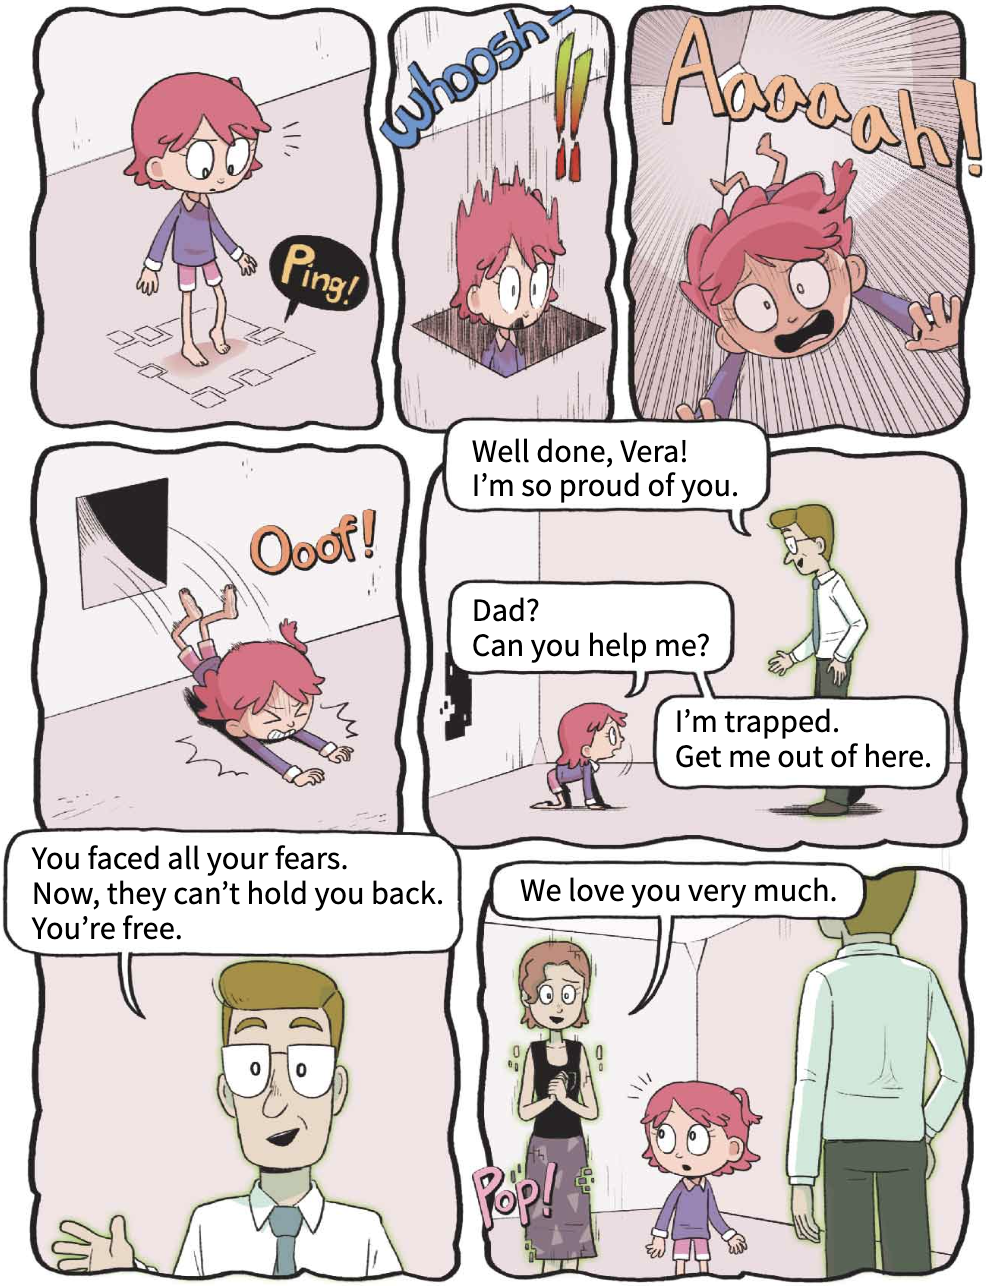 Ping!
Whoosh-
!!
Aaaaah!
Ooof!
Well done, Vera!
I'm so proud of you.
Dad?
Can you help me?
I'm trapped.
Get me out of here.
You faced all your fears.
Now, they can't hold you back.
You're free.
We love you very much.
Pop!